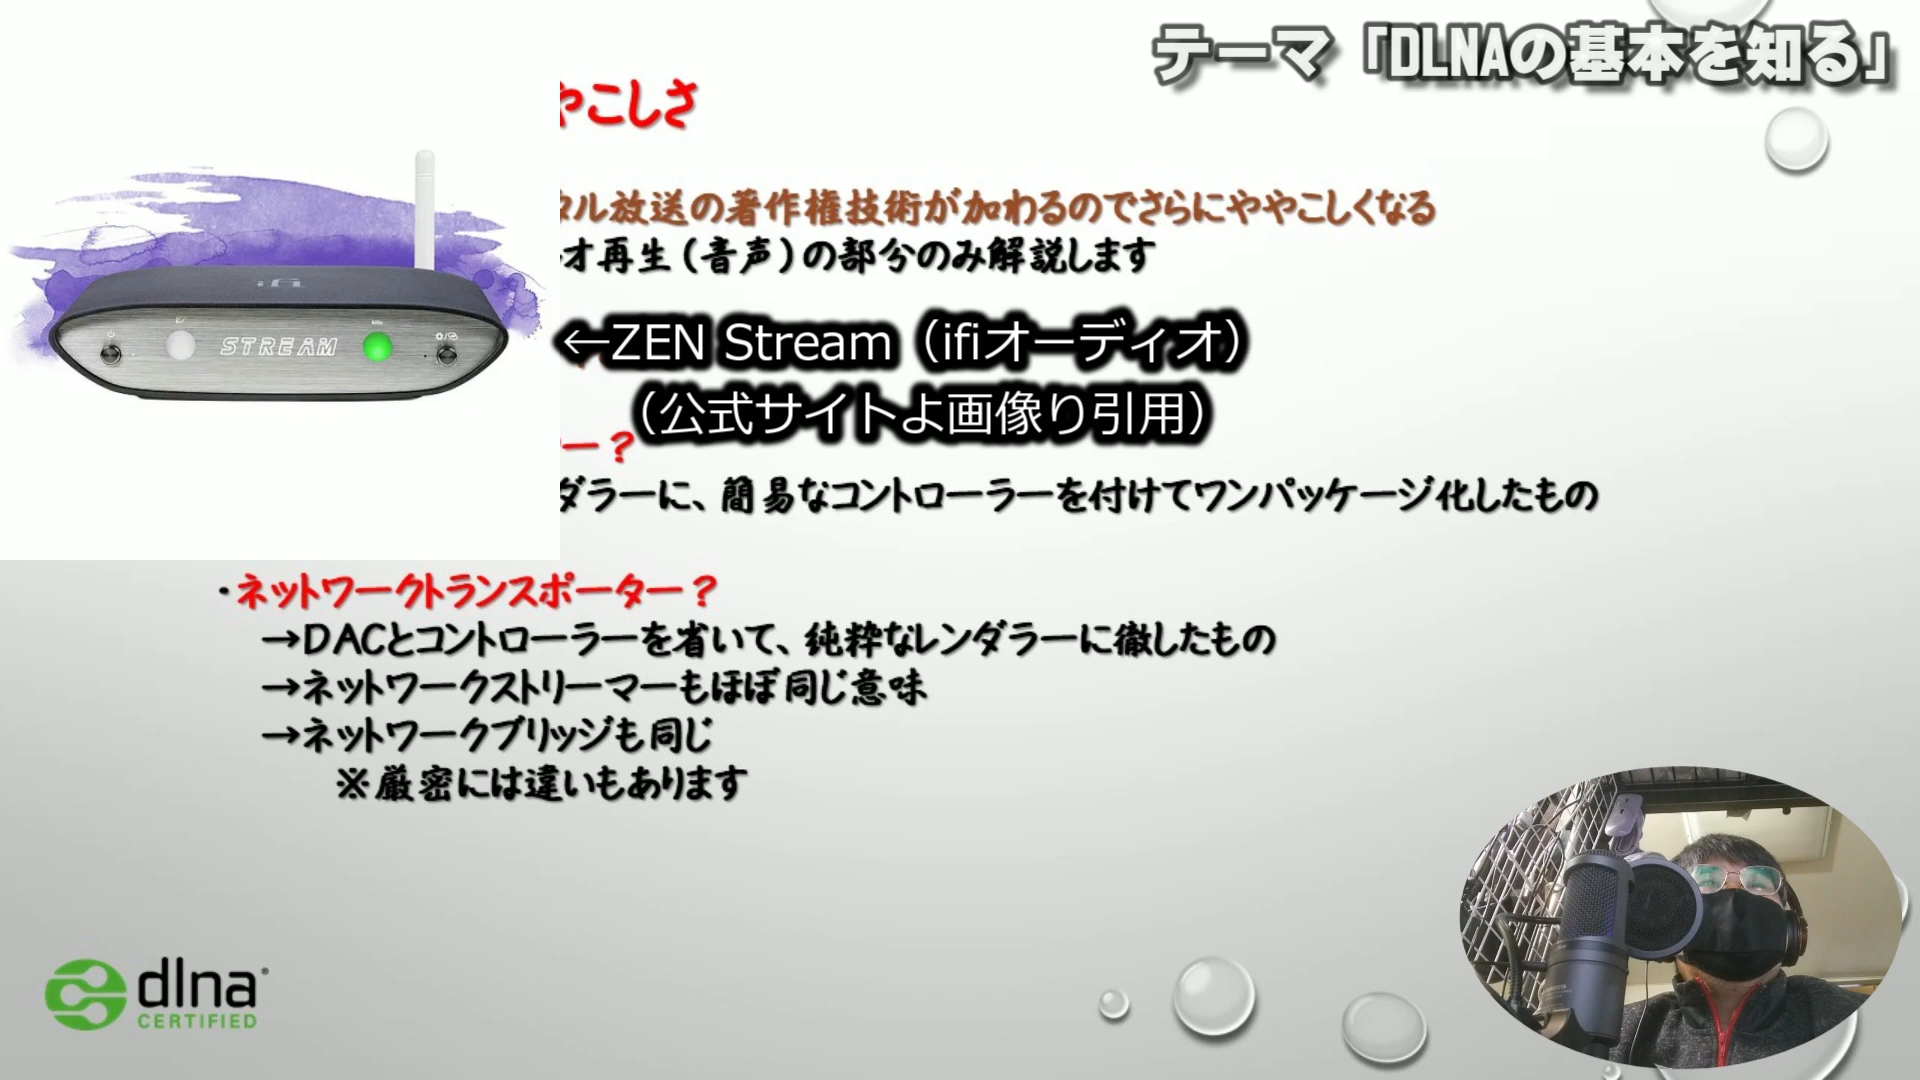 テーマ「DLNAの基本を知る」
やこしさ
タル放送の著作権技術が加わるのでさらにややこしくなる
オ再生(音声)の部分のみ解説します
←ZEN Stream（ifiオーディオ）
（公式サイトよ画像り引用）
ー？
ダラーに、簡易なコントローラーを付けてワンパッケージ化したもの
・ネットワークトランスポーター？
→DACとコントローラーを省いて、純粋なレンダラーに徹したもの
→ネットワークストリーマーもほぼ同じ意味
→ネットワークブリッジも同じ
※厳密には違いもあります
iFi
STREAM
dlna
CERTIFIED